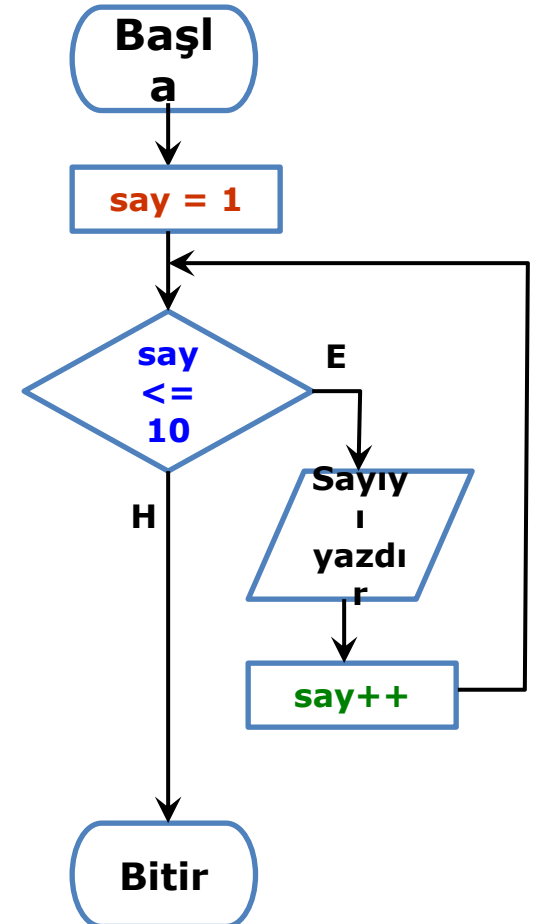 Başl
a
say = 1
say
<=
10
E
H
Sayıy
ı
yazdı
r
say++
Bitir